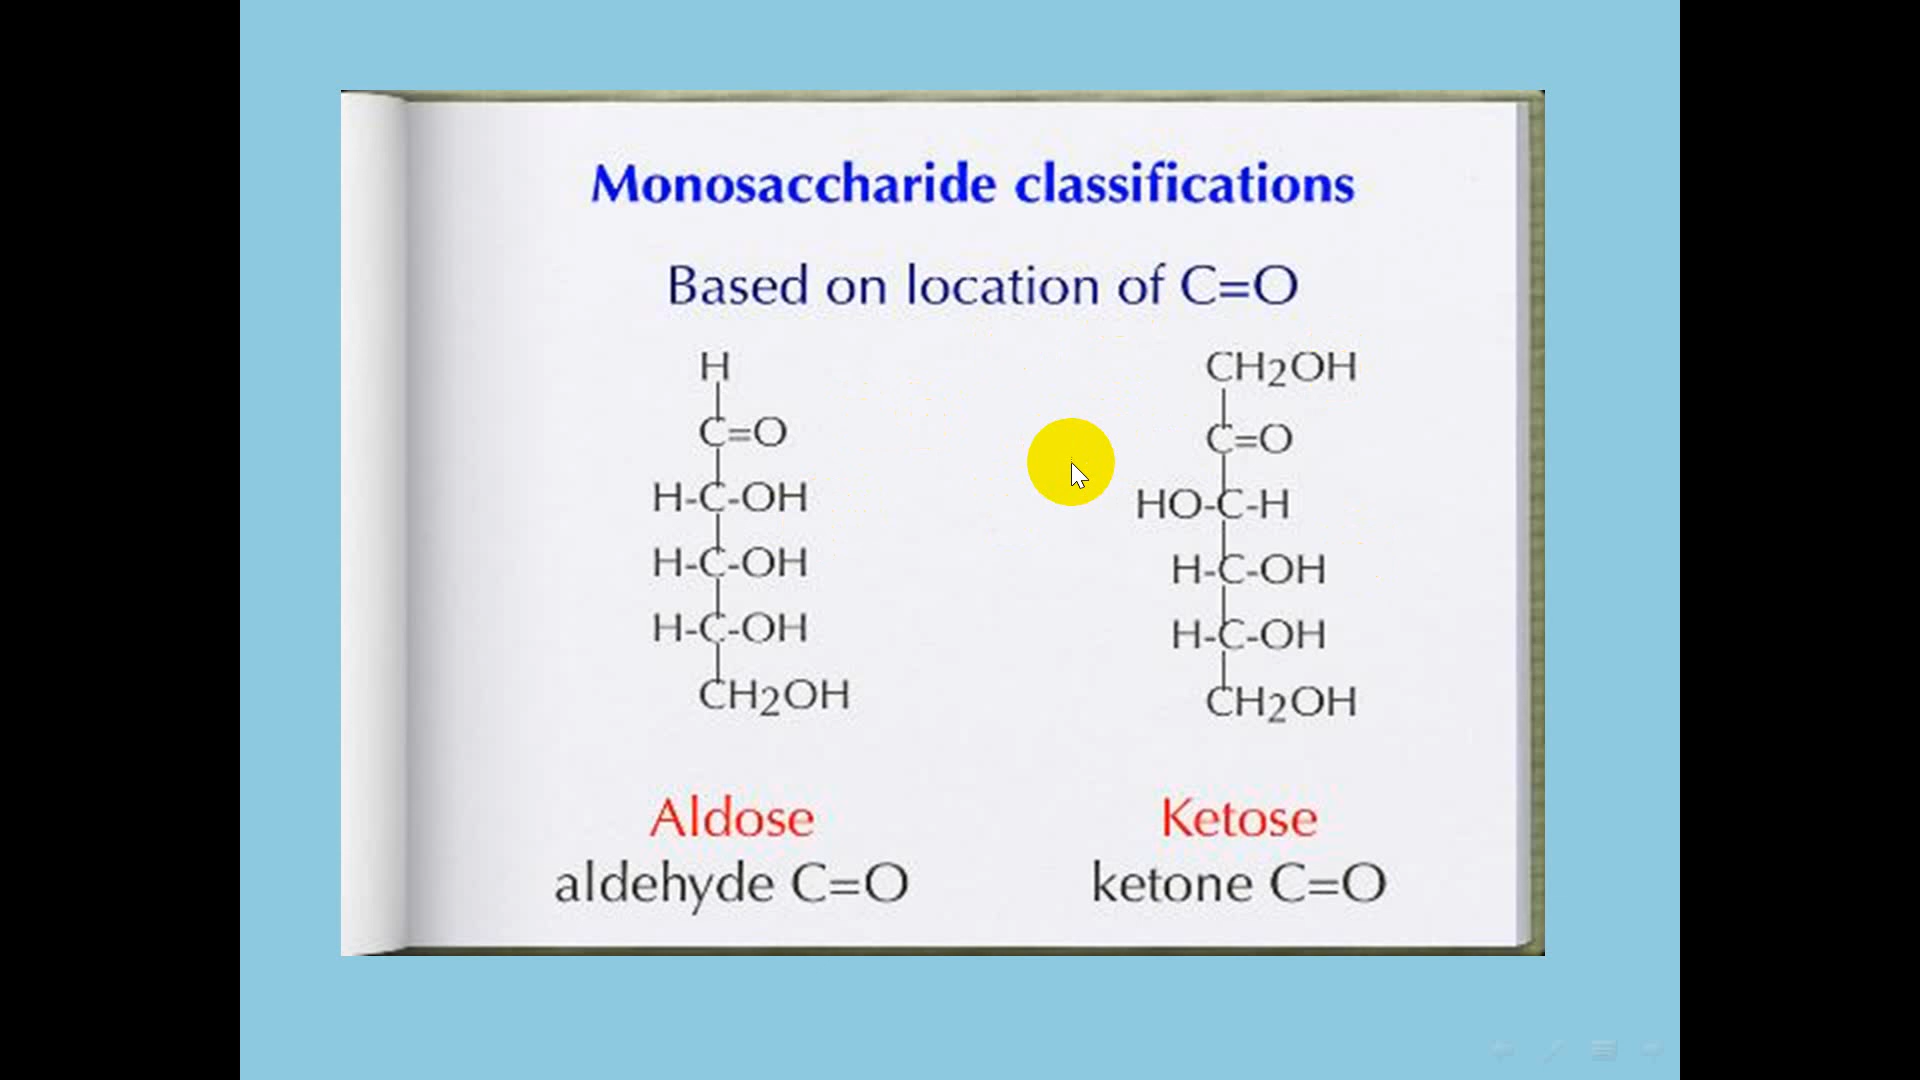 Monosaccharide classifications
Based on location of C=O
H
C=O
H-C-OH
H-C-OH
H-C-OH
CH2OH
CH2OH
C=O
HO-C-H
H-C-OH
H-C-OH
CH2OH
Aldose
aldehyde C=O
Ketose
ketone C=O